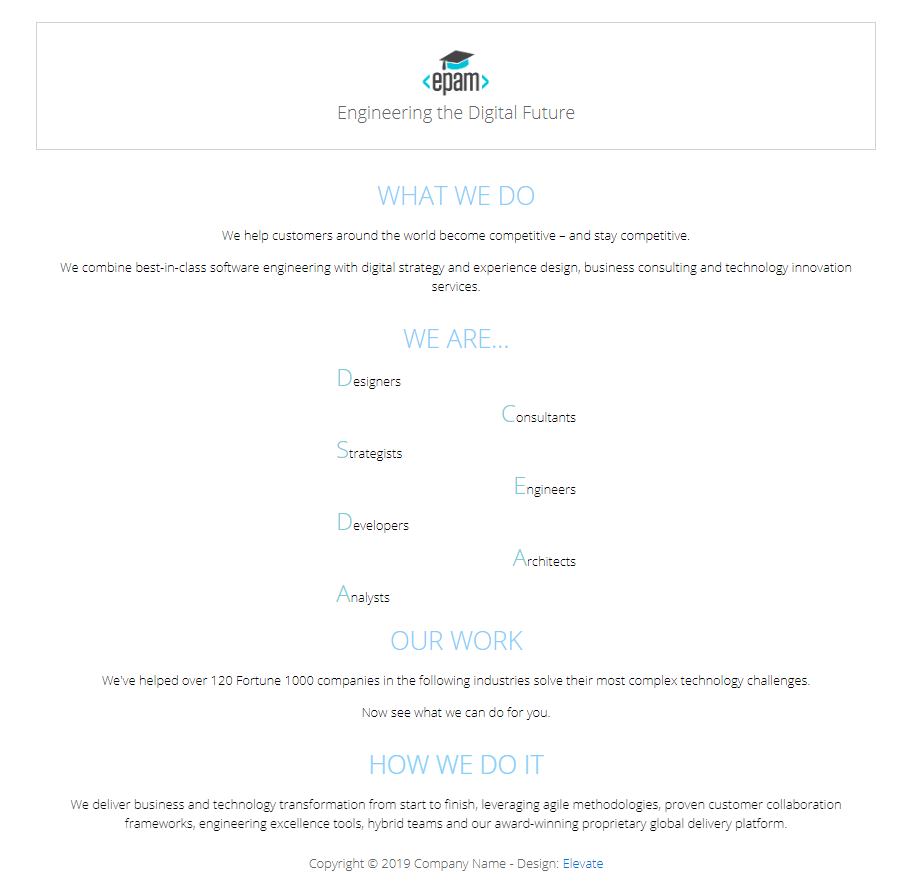 <epam>
Engineering the Digital Future
WHAT WE DO
We help customers around the world become competitive – and stay competitive.
We combine best-in-class software engineering with digital strategy and experience design, business consulting and technology innovation
services.
WE ARE...
Designers
Consultants
Strategists
Engineers
Developers
Architects
Analysts
OUR WORK
We've helped over 120 Fortune 1000 companies in the following industries solve their most complex technology challenges.
Now see what we can do for you.
HOW WE DO IT
We deliver business and technology transformation from start to finish, leveraging agile methodologies, proven customer collaboration
frameworks, engineering excellence tools, hybrid teams and our award-winning proprietary global delivery platform.
Copyright © 2019 Company Name - Design: Elevate